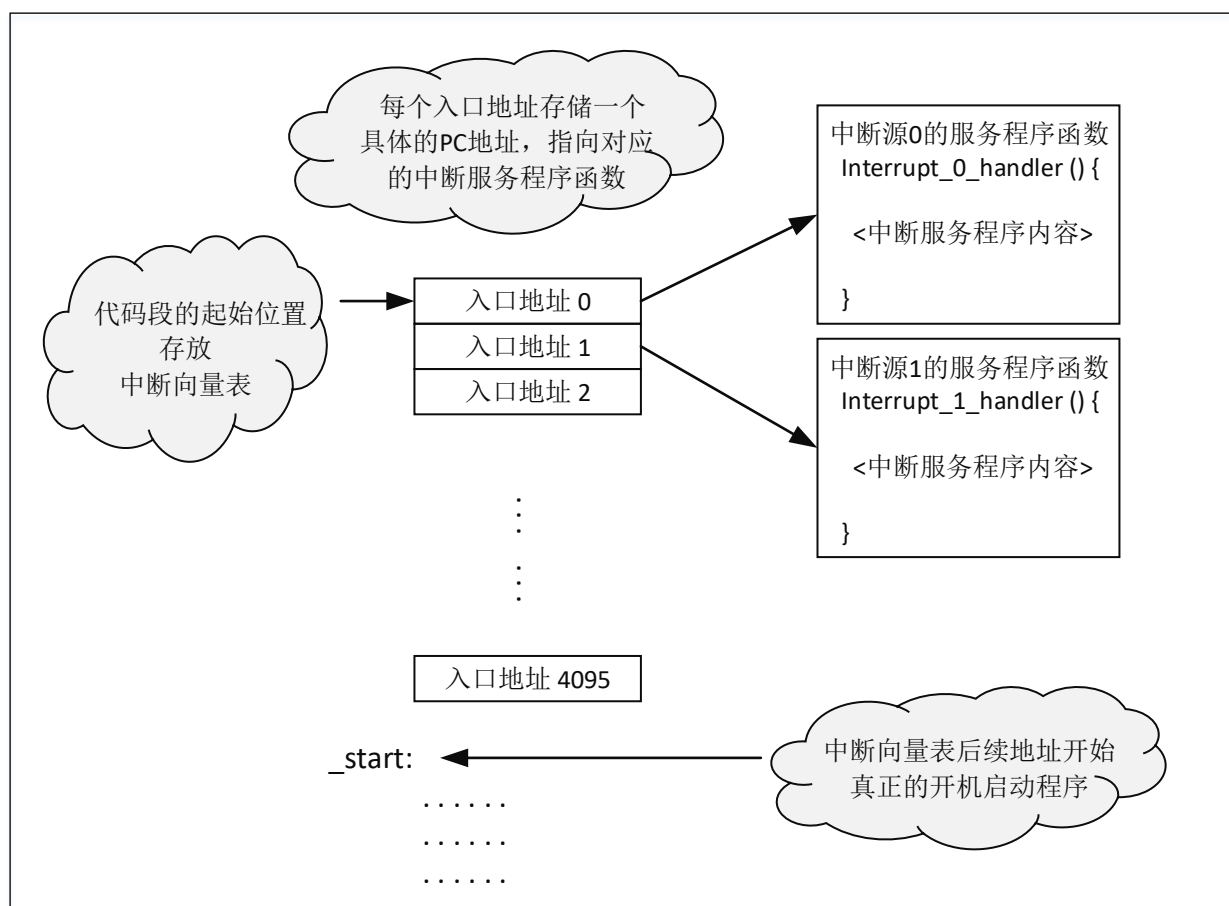 每个入口地址存储一个
具体的PC地址，指向对应
的中断服务程序函数
中断源0的服务程序函数
Interrupt_0_handler () {
<中断服务程序内容>
}
代码段的起始位置
存放
中断向量表
入口地址 0
入口地址 1
入口地址 2
中断源1的服务程序函数
Interrupt_1_handler () {
<中断服务程序内容>
}
入口地址 4095
_start:
中断向量表后续地址开始
真正的开机启动程序
······
······
······